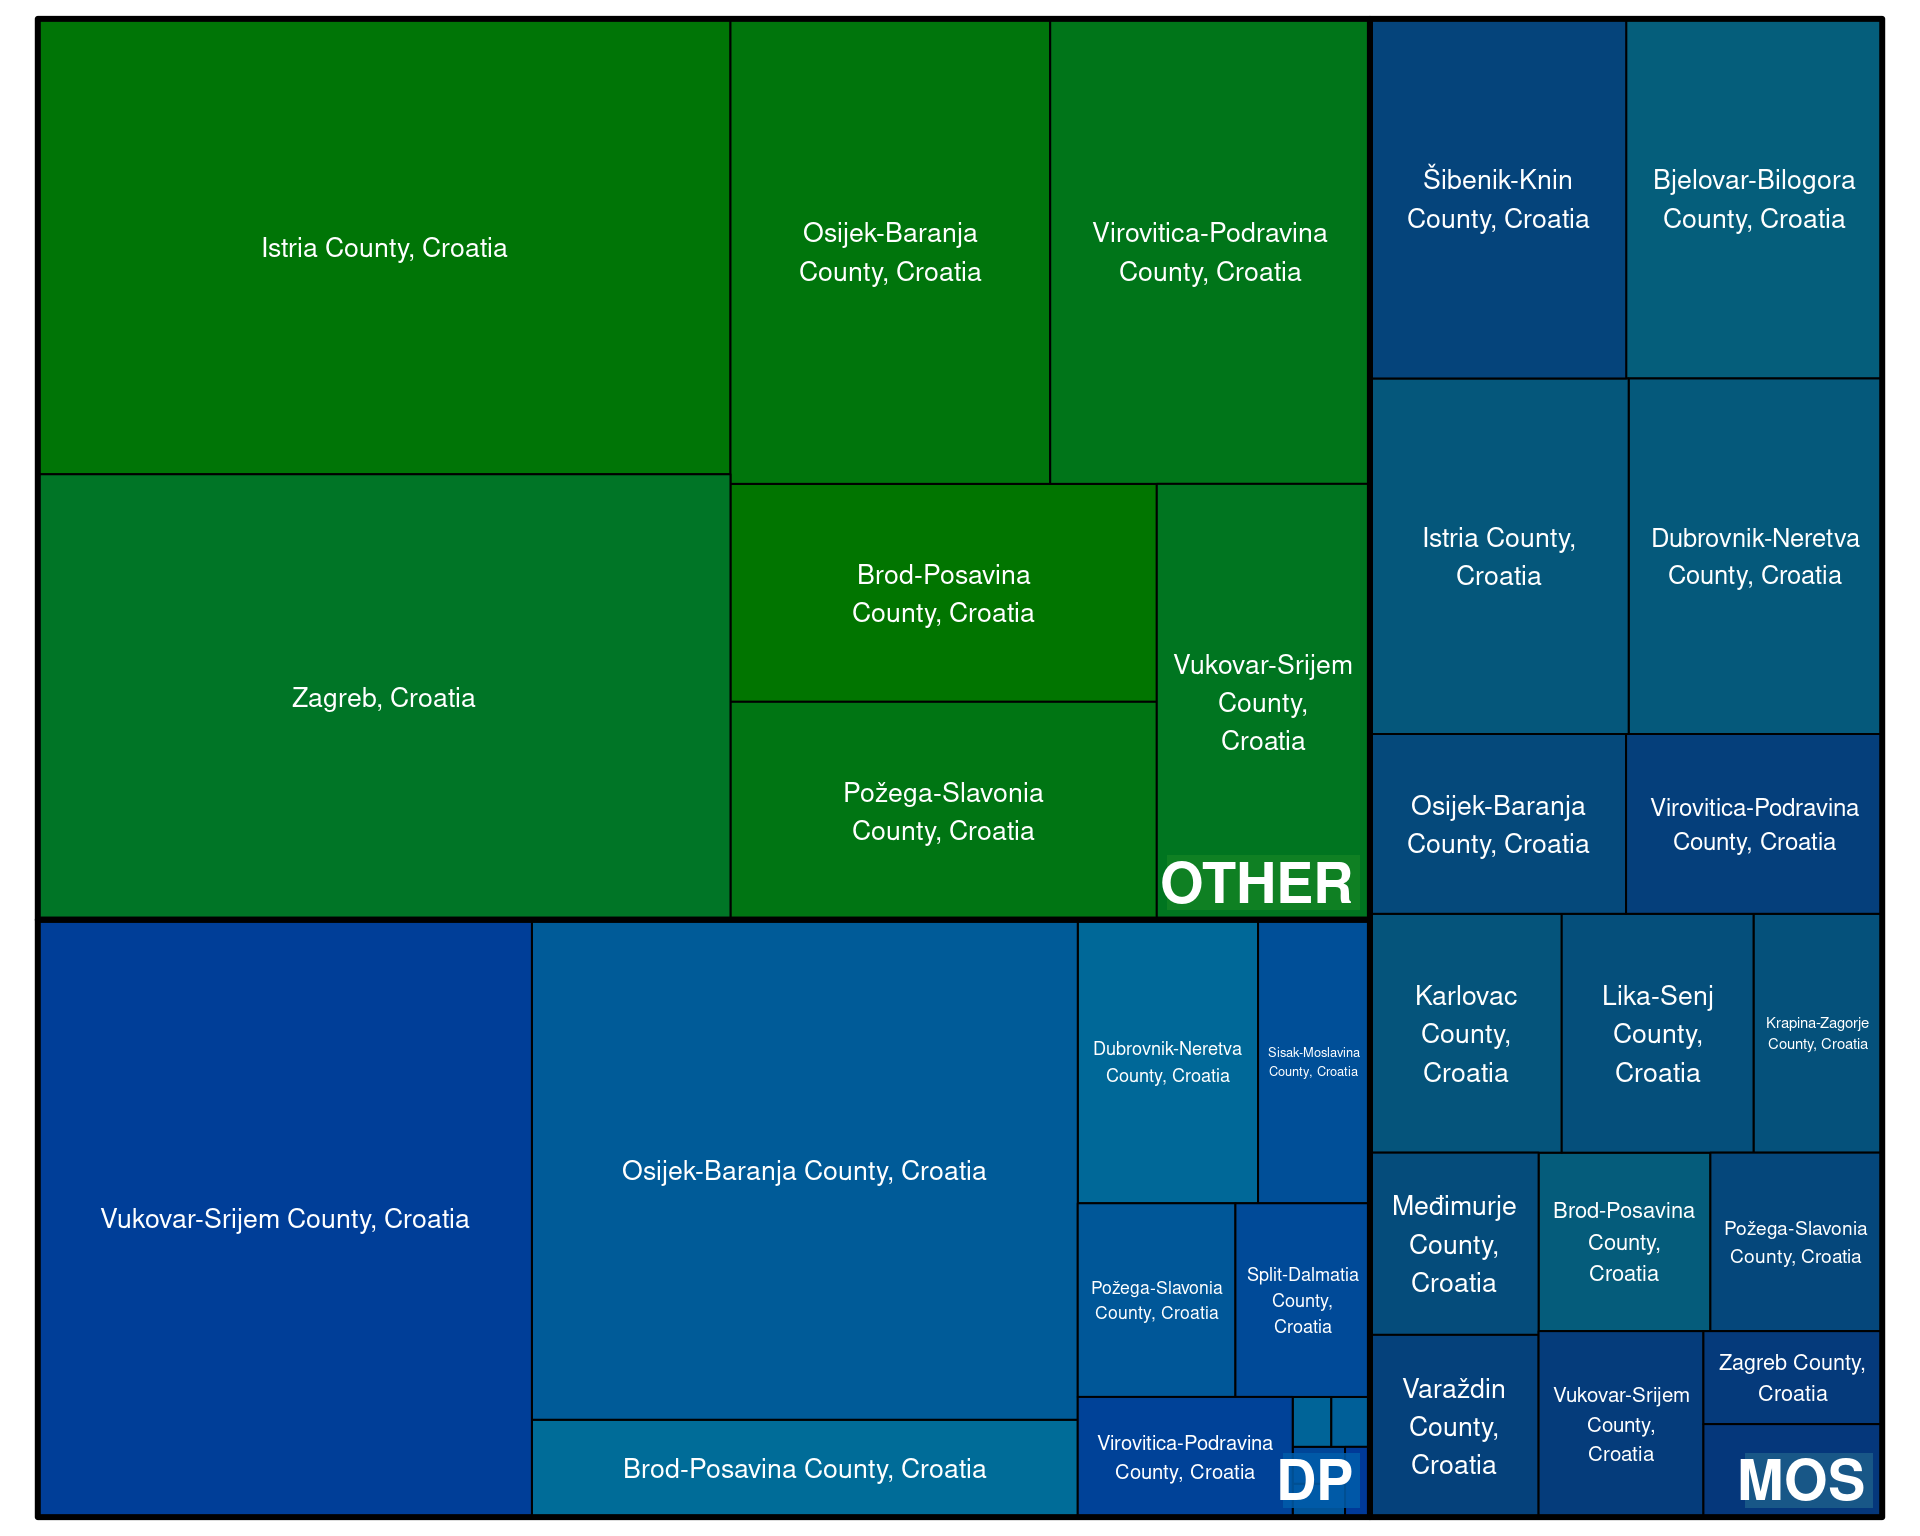 Istria County, Croatia
Osijek-Baranja
County, Croatia
Virovitica-Podravina
County, Croatia
Zagreb, Croatia
Brod-Posavina
County, Croatia
Požega-Slavonia
County, Croatia
Vukovar-Srijem
County,
Croatia
OTHER
Vukovar-Srijem County, Croatia
Osijek-Baranja County, Croatia
Brod-Posavina County, Croatia
Dubrovnik-Neretva
County, Croatia
Sisak-Moslavina
County, Croatia
Požega-Slavonia
County, Croatia
Split-Dalmatia
County,
Croatia
Virovitica-Podravina
County, Croatia
DP
Šibenik-Knin
County, Croatia
Bjelovar-Bilogora
County, Croatia
Istria County,
Croatia
Dubrovnik-Neretva
County, Croatia
Osijek-Baranja
County, Croatia
Virovitica-Podravina
County, Croatia
Karlovac
County,
Croatia
Lika-Senj
County,
Croatia
Krapina-Zagorje
County, Croatia
Međimurje
County,
Croatia
Brod-Posavina
County,
Croatia
Požega-Slavonia
County, Croatia
Varaždin
County,
Croatia
Vukovar-Srijem
County,
Croatia
Zagreb County,
Croatia
MOS